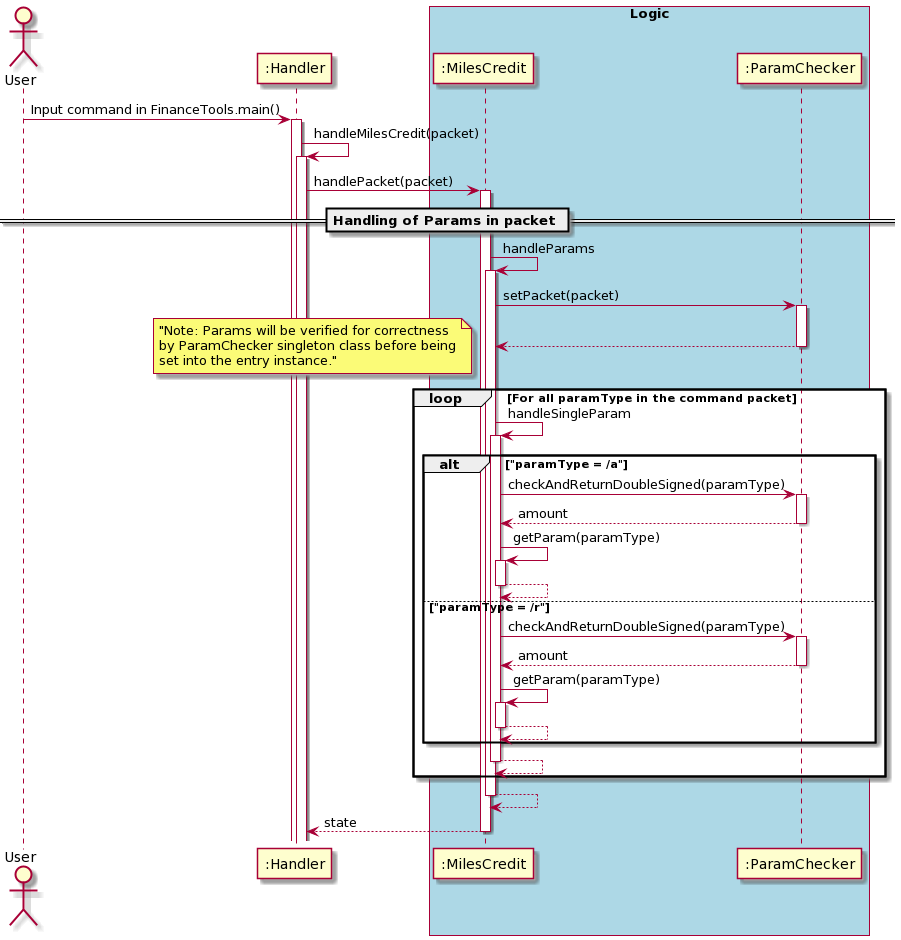 Logic
User
:Handler
:MilesCredit
:ParamChecker
Input command in FinanceTools.main()
handleMilesCredit(packet)
handlePacket(packet)
Handling of Params in packet
handleParams
setPacket(packet)
"Note: Params will be verified for correctness
by ParamChecker singleton class before being
set into the entry instance."
loop
[For all paramType in the command packet]
handleSingleParam
alt
["paramType = /a"]
checkAndReturnDoubleSigned(paramType)
amount
getParam(paramType)
["paramType = /r"]
checkAndReturnDoubleSigned(paramType)
amount
getParam(paramType)
state
User
:Handler
:MilesCredit
:ParamChecker